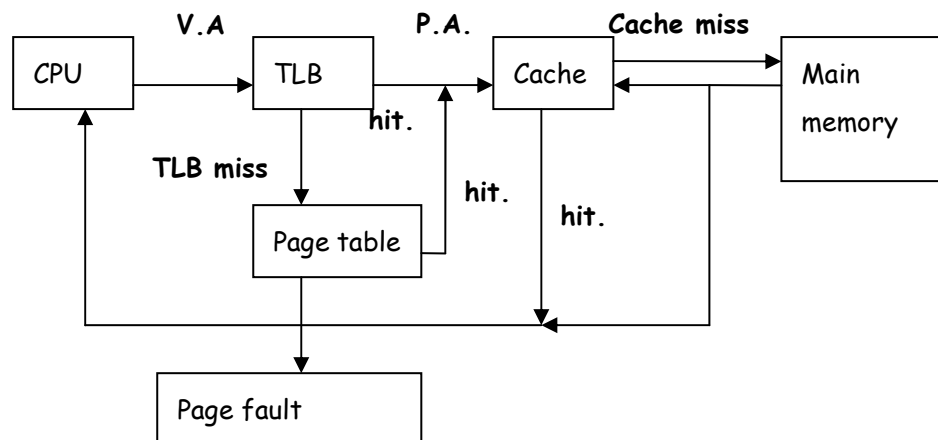 V.A
P.A.
Cache miss
CPU
TLB
Cache
Main
memory
hit.
TLB miss
hit.
hit.
Page table
Page fault